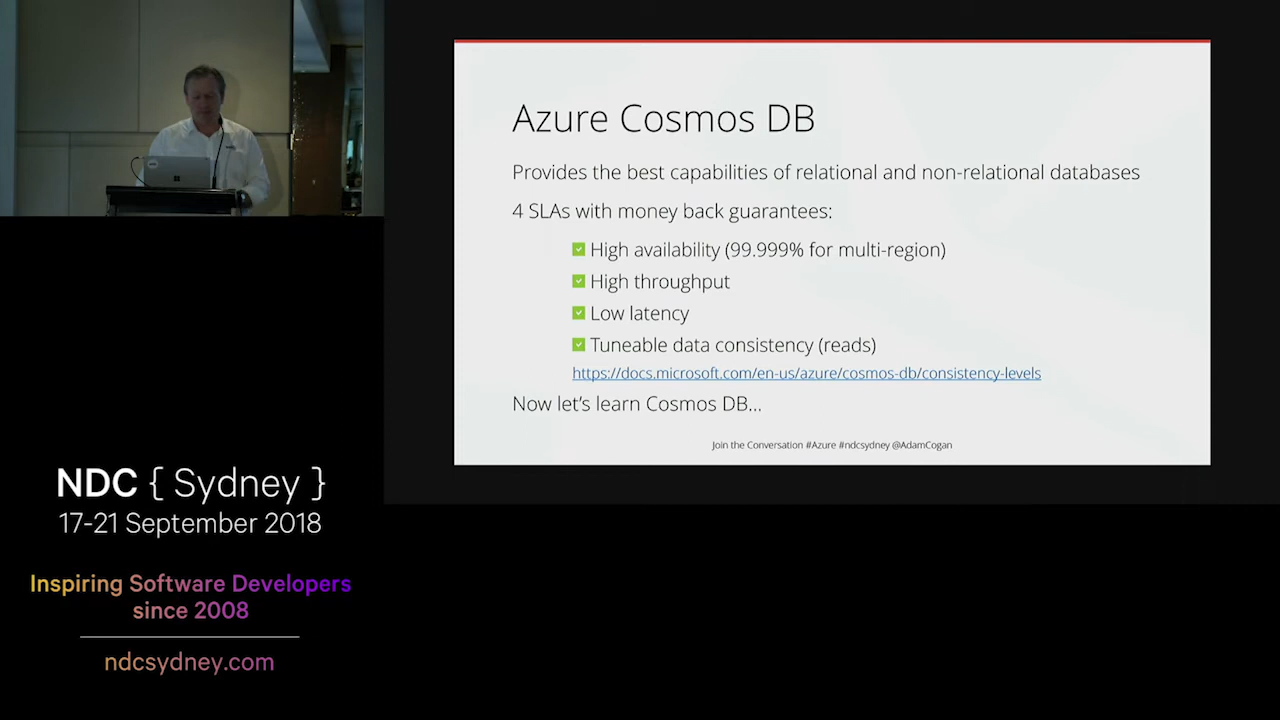 Azure Cosmos DB
Provides the best capabilities of relational and non-relational databases
4 SLAs with money back guarantees:
High availability (99.999% for multi-region)
High throughput
Low latency
Tuneable data consistency (reads)
https://docs.microsoft.com/en-us/azure/cosmos-db/consistency-levels
Now let's learn Cosmos DB...
Join the Conversation #Azure #ndcsydney @AdamCogan
NDC { Sydney }
17-21 September 2018
Inspiring Software Developers
since 2008
ndcsydney.com